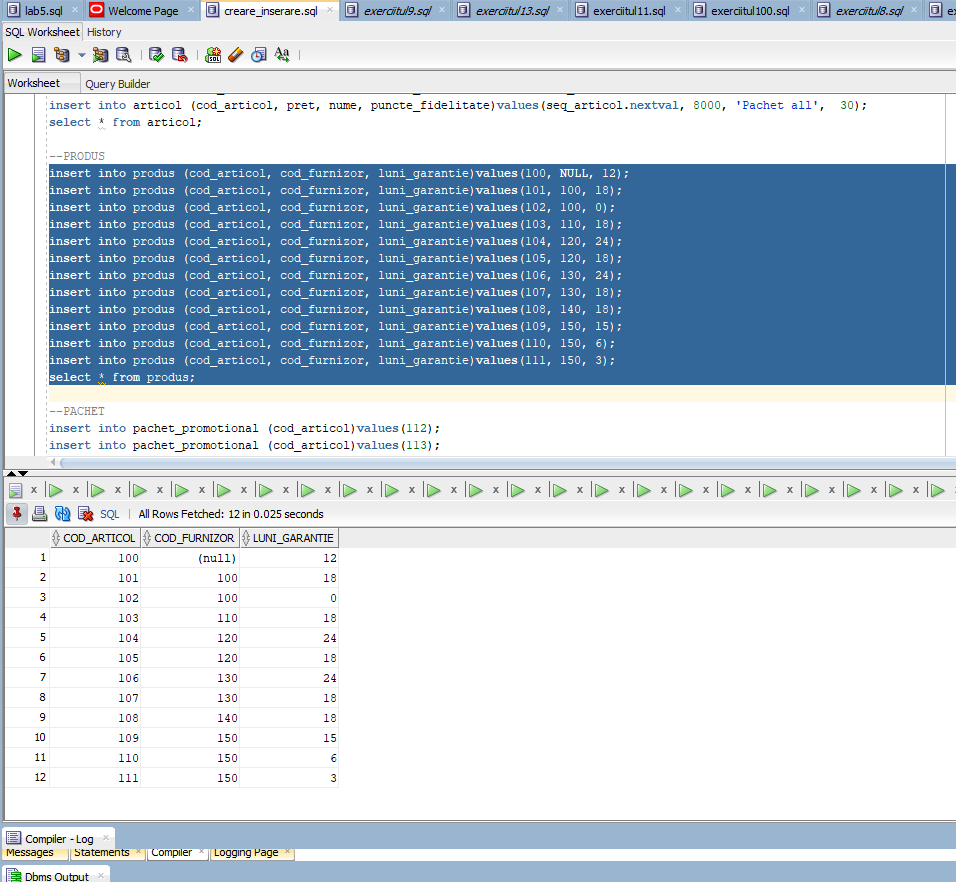 lab5.sql Welcome Page creare_inserare.sql exerciitul9.sql exerciitul13.sql exerciitul11.sql exerciitul100.sql exerciitul8.sql
SQL Worksheet History
Worksheet Query Builder
insert into articol (cod_articol, pret, nume, puncte_fidelitate)values(seq_articol.nextval, 8000, 'Pachet all',  30);
select * from articol;
--PRODUS
insert into produs (cod_articol, cod_furnizor, luni_garantie)values(100, NULL, 12);
insert into produs (cod_articol, cod_furnizor, luni_garantie)values(101, 100, 18);
insert into produs (cod_articol, cod_furnizor, luni_garantie)values(102, 100, 0);
insert into produs (cod_articol, cod_furnizor, luni_garantie)values(103, 110, 18);
insert into produs (cod_articol, cod_furnizor, luni_garantie)values(104, 120, 24);
insert into produs (cod_articol, cod_furnizor, luni_garantie)values(105, 120, 18);
insert into produs (cod_articol, cod_furnizor, luni_garantie)values(106, 130, 24);
insert into produs (cod_articol, cod_furnizor, luni_garantie)values(107, 130, 18);
insert into produs (cod_articol, cod_furnizor, luni_garantie)values(108, 140, 18);
insert into produs (cod_articol, cod_furnizor, luni_garantie)values(109, 150, 15);
insert into produs (cod_articol, cod_furnizor, luni_garantie)values(110, 150, 6);
insert into produs (cod_articol, cod_furnizor, luni_garantie)values(111, 150, 3);
select * from produs;
--PACHET
insert into pachet_promotional (cod_articol)values(112);
insert into pachet_promotional (cod_articol)values(113);
SQL | All Rows Fetched: 12 in 0.025 seconds
COD_ARTICOL COD_FURNIZOR LUNI_GARANTIE
1 100 (null) 12
2 101 100 18
3 102 100 0
4 103 110 18
5 104 120 24
6 105 120 18
7 106 130 24
8 107 130 18
9 108 140 18
10 109 150 15
11 110 150 6
12 111 150 3
Compiler - Log
Messages Statements Compiler Logging Page
Dbms Output